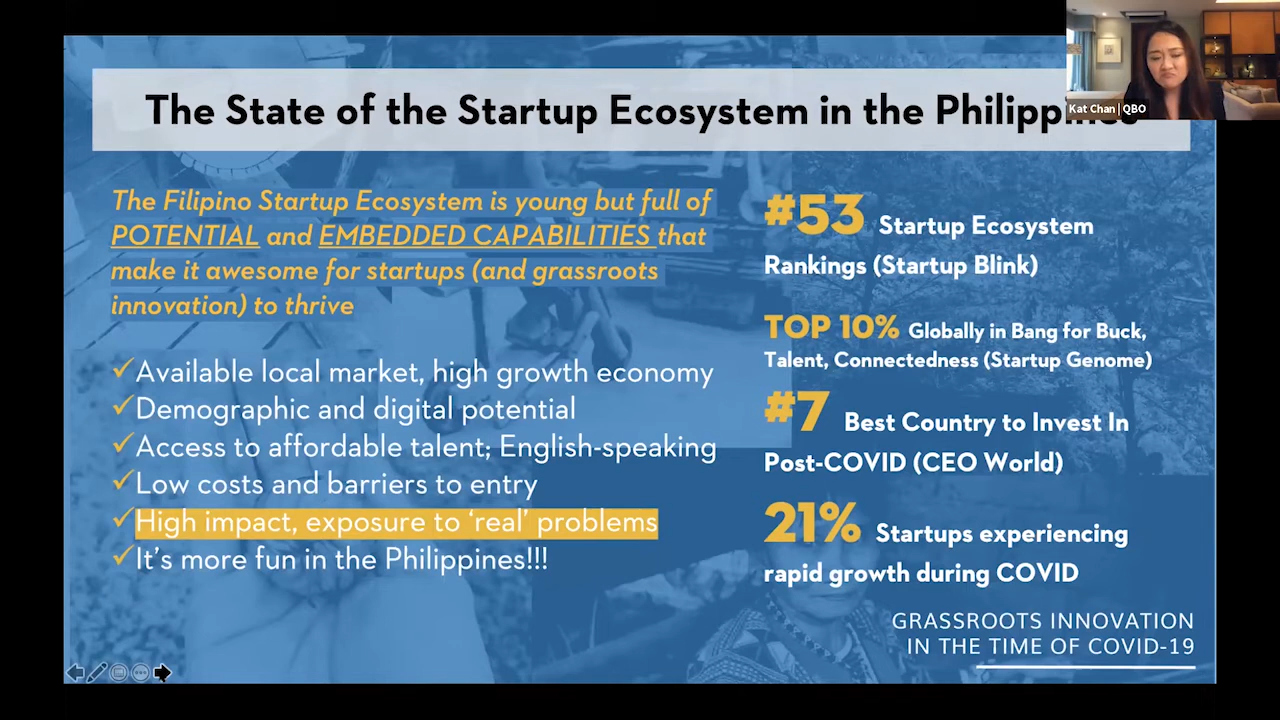 The State of the Startup Ecosystem in the
Kat Chan | QBO
The Filipino Startup Ecosystem is young but full of
POTENTIAL and EMBEDDED CAPABILITIES that
make it awesome for startups (and grassroots
innovation) to thrive
✓Available local market, high growth economy
✓Demographic and digital potential
✓Access to affordable talent; English-speaking
✓Low costs and barriers to entry
✓High impact, exposure to ‘real’ problems
✓It’s more fun in the Philippines!!!
#53 Startup Ecosystem
Rankings (Startup Blink)
TOP 10% Globally in Bang for Buck,
Talent, Connectedness (Startup Genome)
#7 Best Country to Invest In
Post-COVID (CEO World)
21% Startups experiencing
rapid growth during COVID
GRASSROOTS INNOVATION
IN THE TIME OF COVID-19